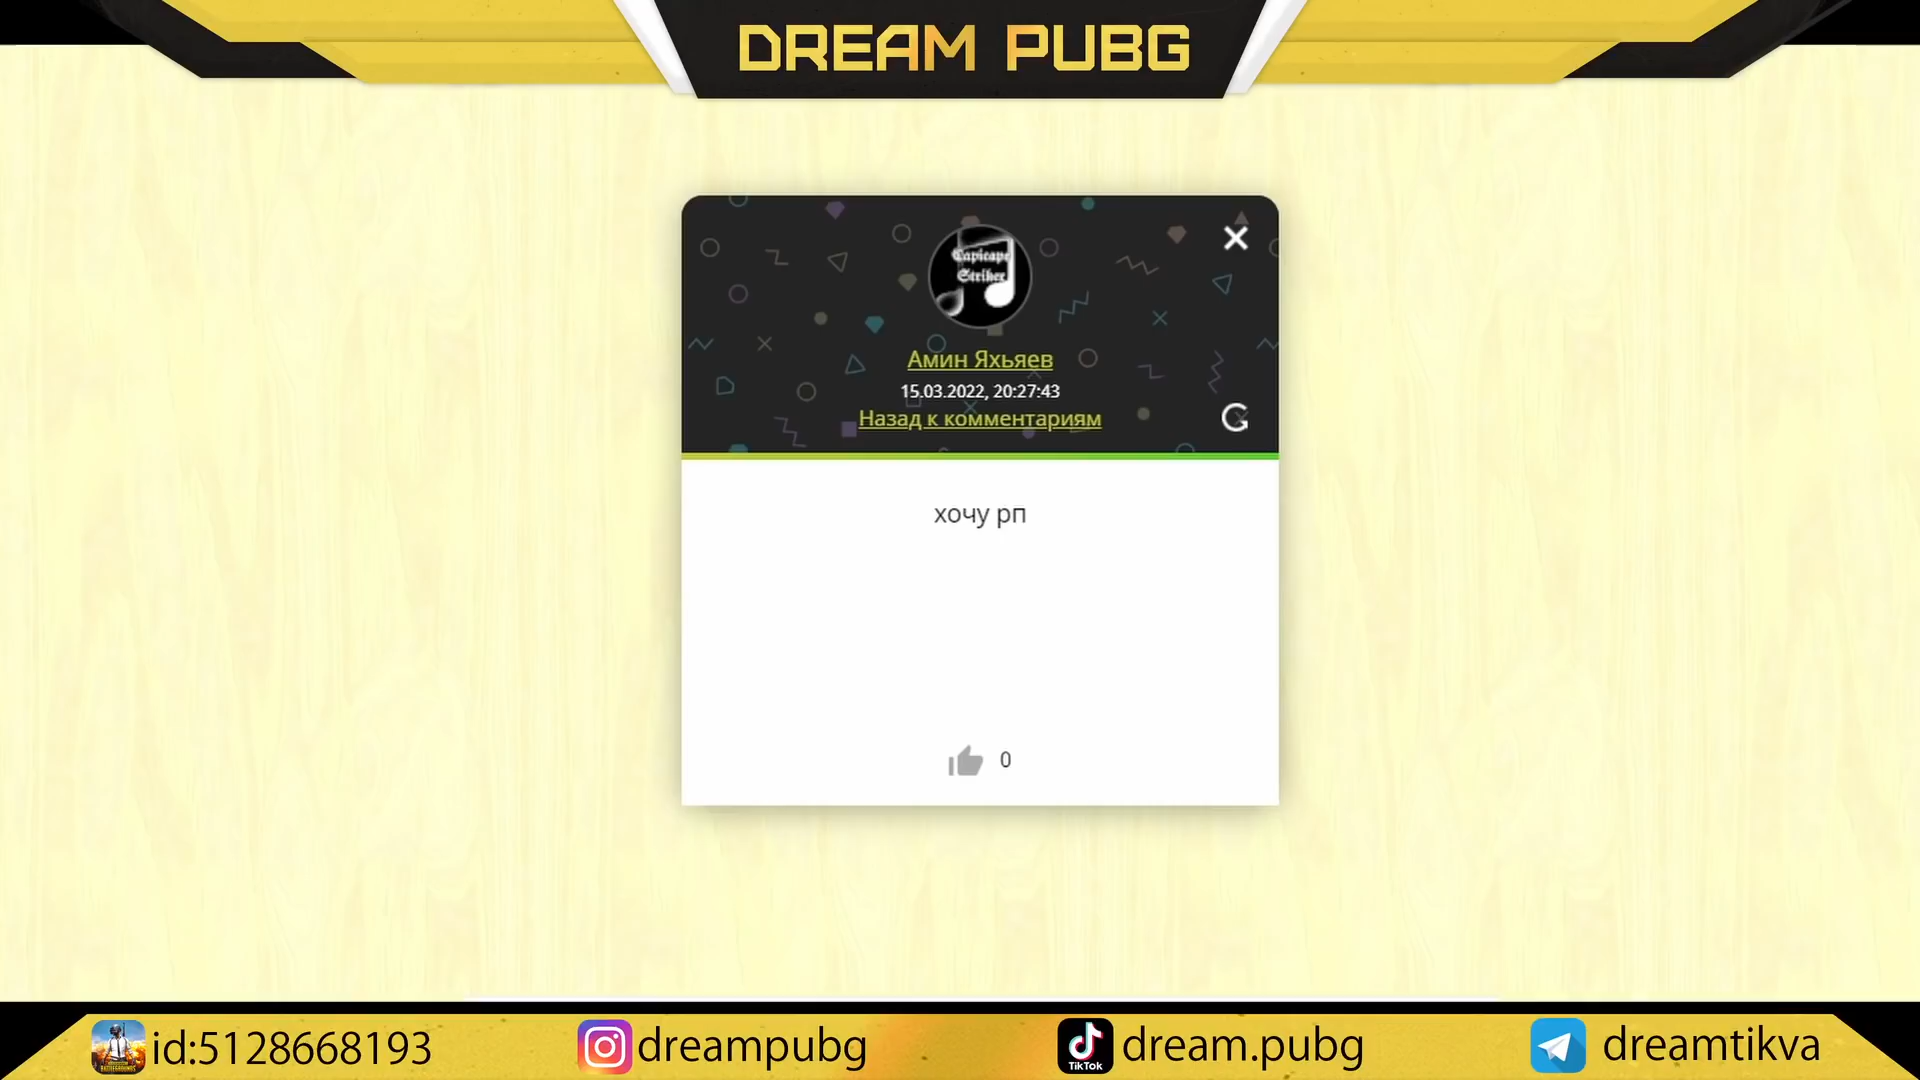 DREAM PUBG
Capicape
Striker
Амин Яхьяев
15.03.2022, 20:27:43
Назад к комментариям
хочу рп
0
id:5128668193
dreampubg
TikTok
dream.pubg
dreamtikva